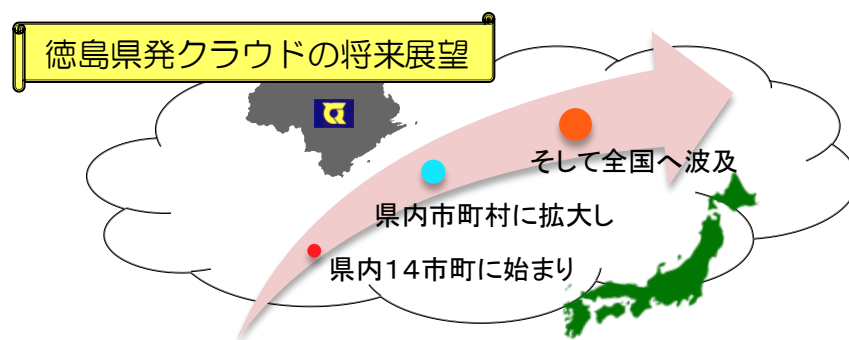 徳島県発クラウドの将来展望
そして全国へ波及
県内市町村に拡大し
県内１４市町に始まり